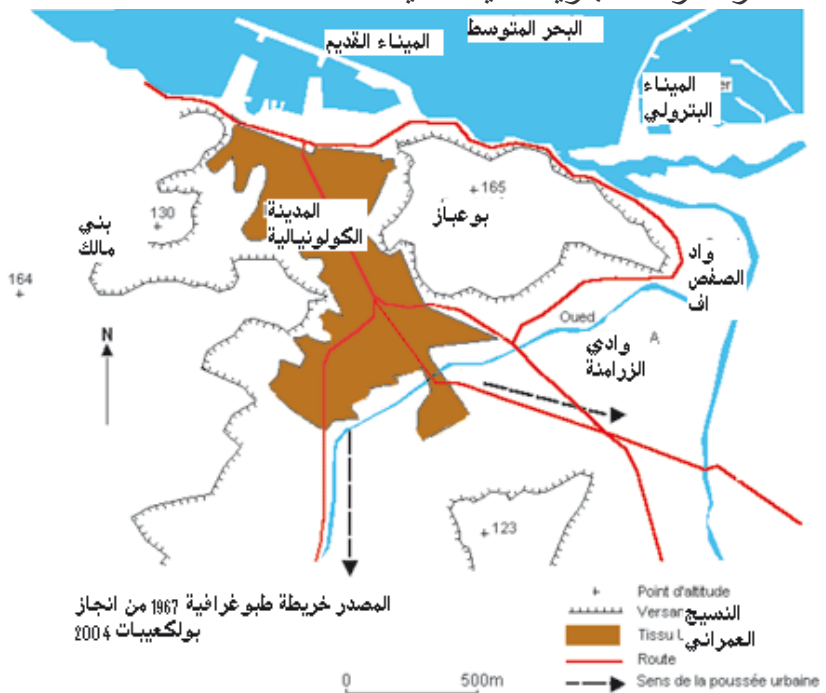 البحر المتوسط
الميناء القديم
الميناء
البترولي
المدينة
الكولونيالية
+165
بوعباز
130
+
بني
مالك
164
+
واد
الصفص
اف
Oued
وادي
الزرامنة
A
N
+123
المصدر خريطة طبوغرافية 1967 من انجاز
بولكعيبات 2004
+ Point d'altitude
Versan النسيج
Tissu U العمراني
Route
Sens de la poussée urbaine
0 500m